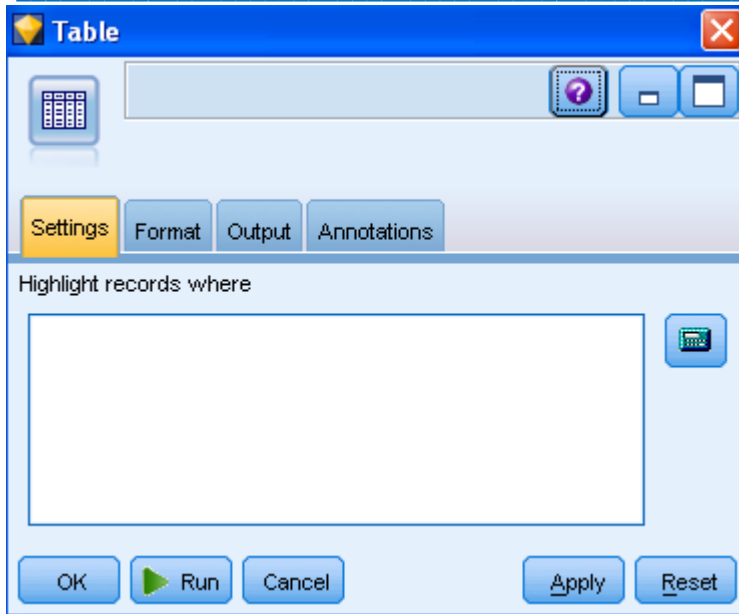 Table
Settings Format Output Annotations
Highlight records where
OK Run Cancel Apply Reset